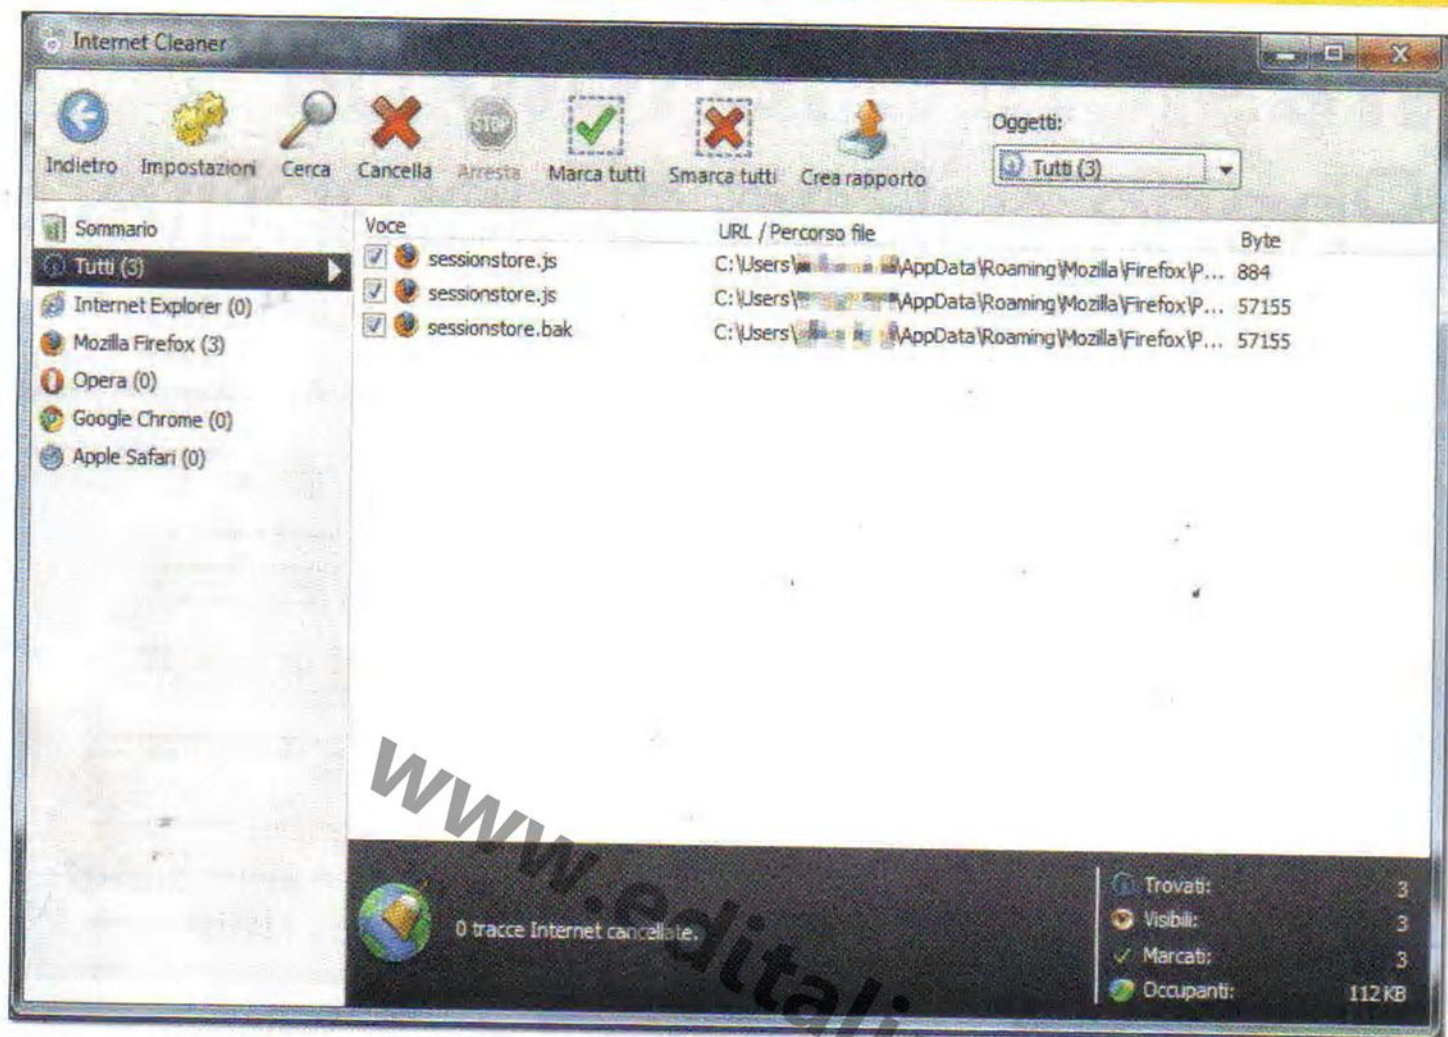 Internet Cleaner
Indietro Impostazioni Cerca Cancella Arresta Marca tutti Smarca tutti Crea rapporto
Oggetti:
Tutti (3)
Sommario
Tutti (3)
Internet Explorer (0)
Mozilla Firefox (3)
Opera (0)
Google Chrome (0)
Apple Safari (0)
Voce URL / Percorso file Byte
sessionstore.js C:\Users\ \AppData\Roaming\Mozilla\Firefox\P... 884
sessionstore.js C:\Users\ \AppData\Roaming\Mozilla\Firefox\P... 57155
sessionstore.bak C:\Users\ \AppData\Roaming\Mozilla\Firefox\P... 57155
0 tracce Internet cancellate.
Trovati: 3
Visibili: 3
Marcati: 3
Occupanti: 112 KB
www.editali